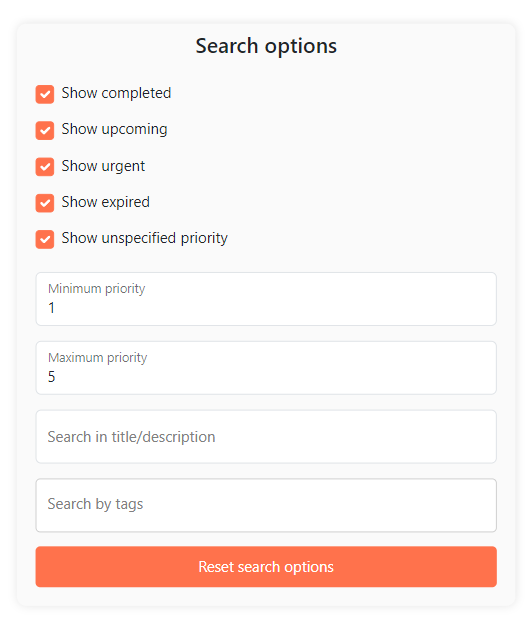 Search options
Show completed
Show upcoming
Show urgent
Show expired
Show unspecified priority
Minimum priority
1
Maximum priority
5
Search in title/description
Search by tags
Reset search options